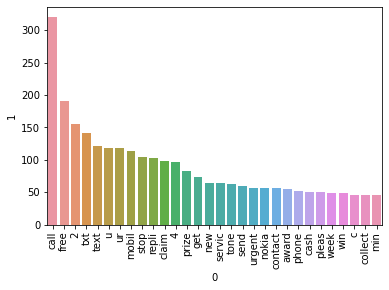 300
250
200
150
100
50
0
1
call
free
2
txt
text
u
ur
mobil
stop
repli
claim
4
prize
get
new
servic
tone
send
urgent
nokia
contact
award
phone
cash
pleas
week
win
c
collect
min
0